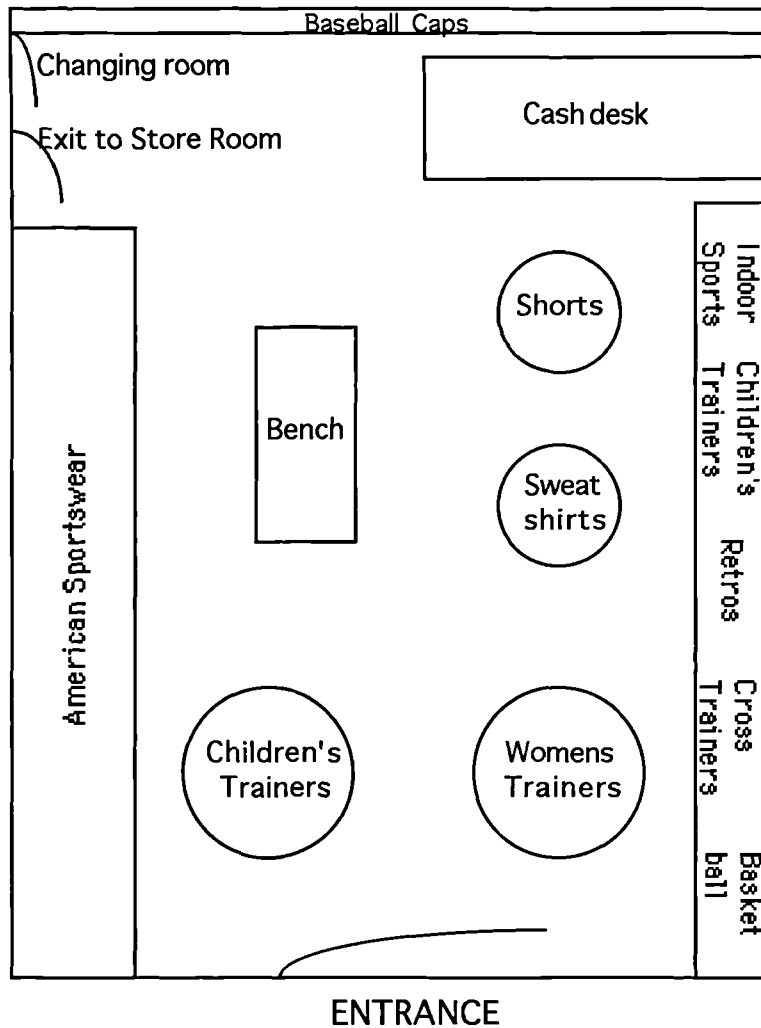 Baseball Caps
Changing room
Cash desk
Exit to Store Room
Indoor
Sports
Shorts
Children's
Trainers
Bench
American Sportswear
Sweat
shirts
Retros
Cross
Trainers
Children's
Trainers
Womens
Trainers
Basket
ball
ENTRANCE